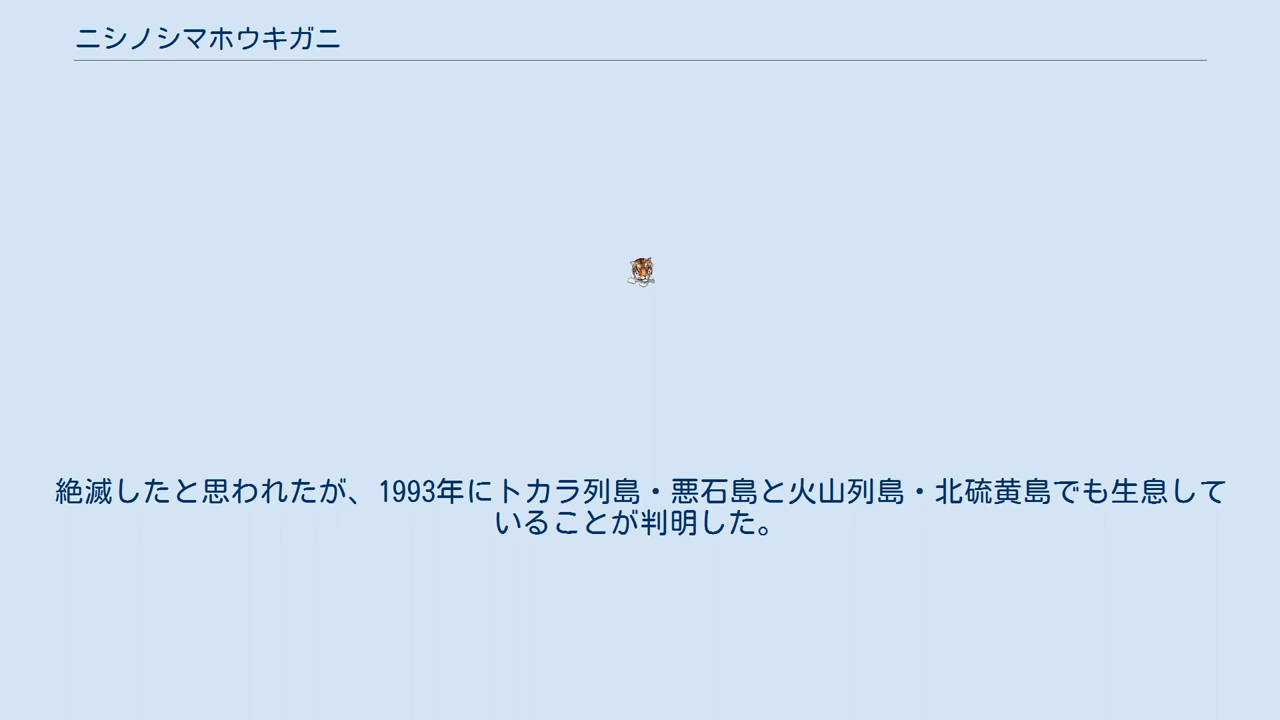 ニシノシマホウキガニ
絶滅したと思われたが、1993年にトカラ列島・悪石島と火山列島・北硫黄島でも生息して
いることが判明した。